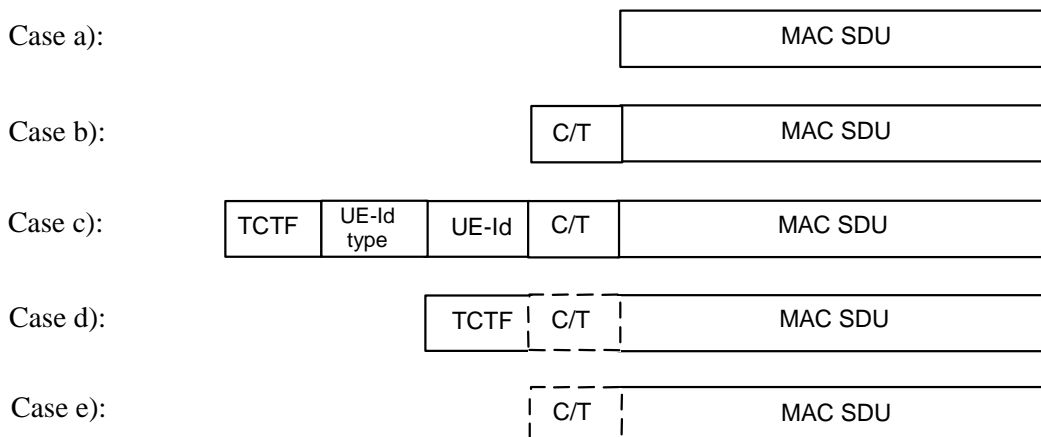 Case a): MAC SDU
Case b): C/T MAC SDU
Case c): TCTF UE-Id type UE-Id C/T MAC SDU
Case d): TCTF C/T MAC SDU
Case e): C/T MAC SDU